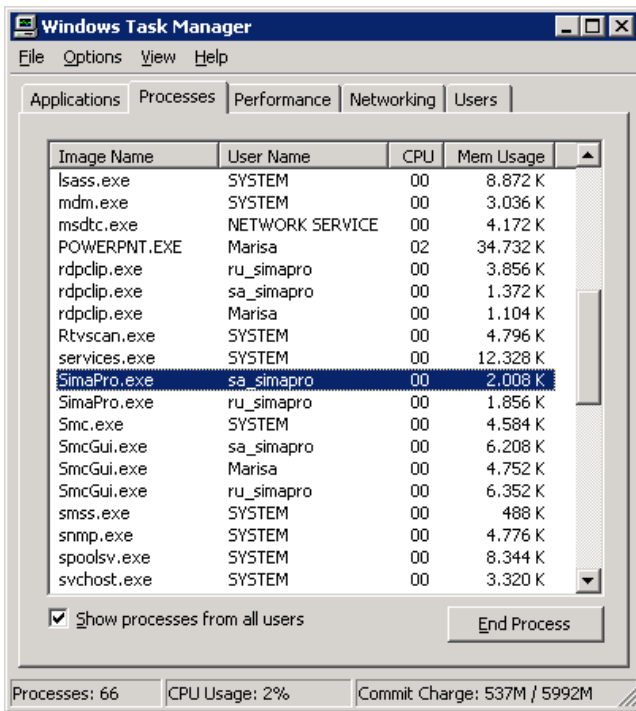 Windows Task Manager
File Options View Help
Applications Processes Performance Networking Users
Image Name User Name CPU Mem Usage
lsass.exe SYSTEM 00 8.872 K
mdm.exe SYSTEM 00 3.036 K
msdtc.exe NETWORK SERVICE 00 4.172 K
POWERPNT.EXE Marisa 02 34.732 K
rdpclip.exe ru_simapro 00 3.856 K
rdpclip.exe sa_simapro 00 1.372 K
rdpclip.exe Marisa 00 1.104 K
Rtvscan.exe SYSTEM 00 4.796 K
services.exe SYSTEM 00 12.328 K
SimaPro.exe sa_simapro 00 2.008 K
SimaPro.exe ru_simapro 00 1.856 K
Smc.exe SYSTEM 00 4.584 K
SmcGui.exe sa_simapro 00 6.208 K
SmcGui.exe Marisa 00 4.752 K
SmcGui.exe ru_simapro 00 6.352 K
smss.exe SYSTEM 00 488 K
snmp.exe SYSTEM 00 4.776 K
spoolsv.exe SYSTEM 00 8.344 K
svchost.exe SYSTEM 00 3.320 K
Show processes from all users End Process
Processes: 66 CPU Usage: 2% Commit Charge: 537M / 5992M